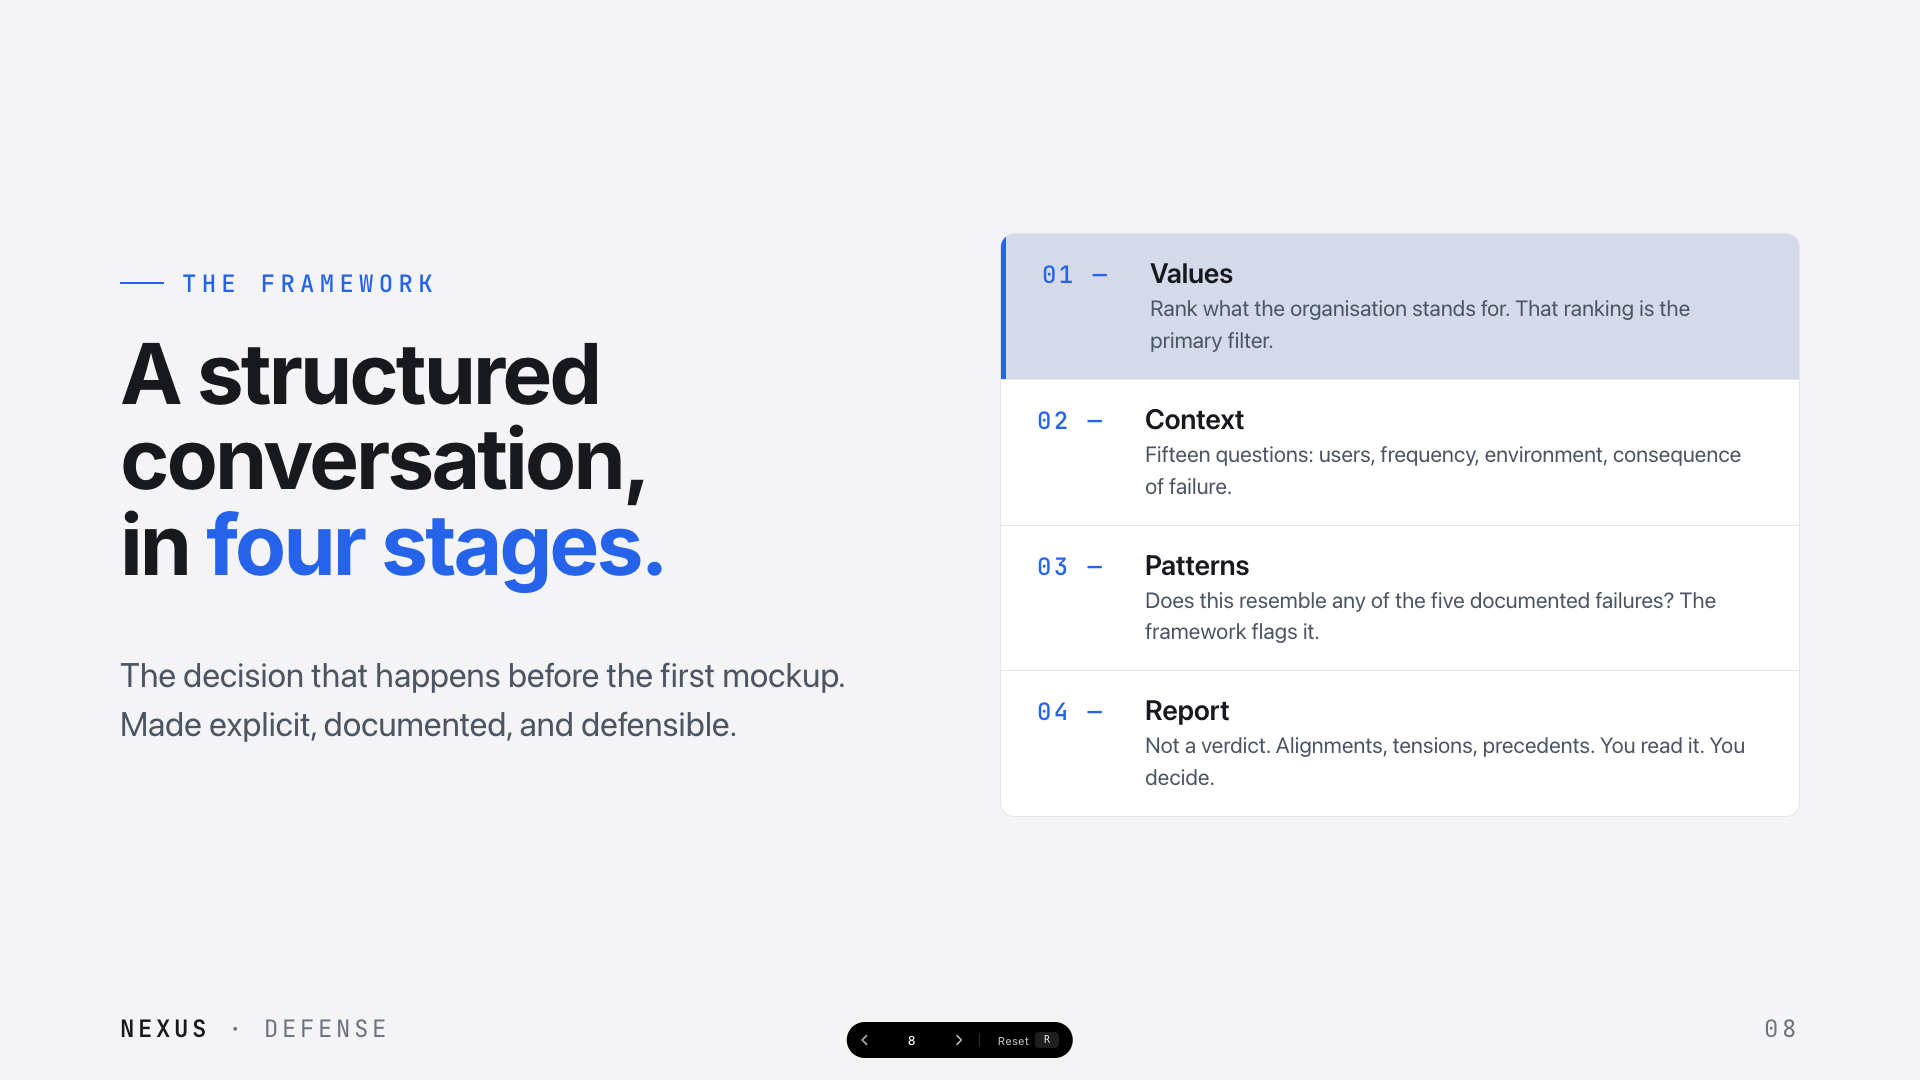 THE FRAMEWORK
A structured
conversation,
in four stages.
The decision that happens before the first mockup.
Made explicit, documented, and defensible.
01 — Values
Rank what the organisation stands for. That ranking is the
primary filter.
02 — Context
Fifteen questions: users, frequency, environment, consequence
of failure.
03 — Patterns
Does this resemble any of the five documented failures? The
framework flags it.
04 — Report
Not a verdict. Alignments, tensions, precedents. You read it. You
decide.
NEXUS · DEFENSE
8
Reset R
08